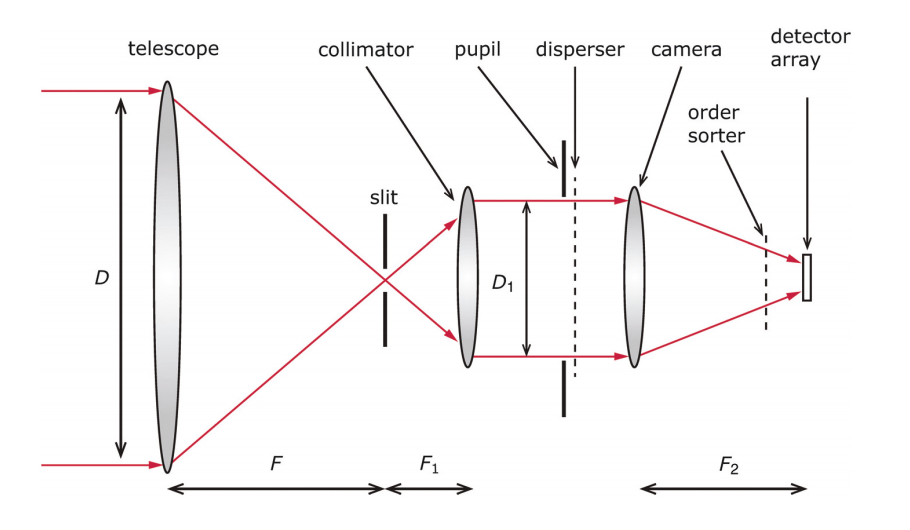 telescope
collimator
pupil
disperser
camera
detector
array
order
sorter
slit
D
D1
F
F1
F2